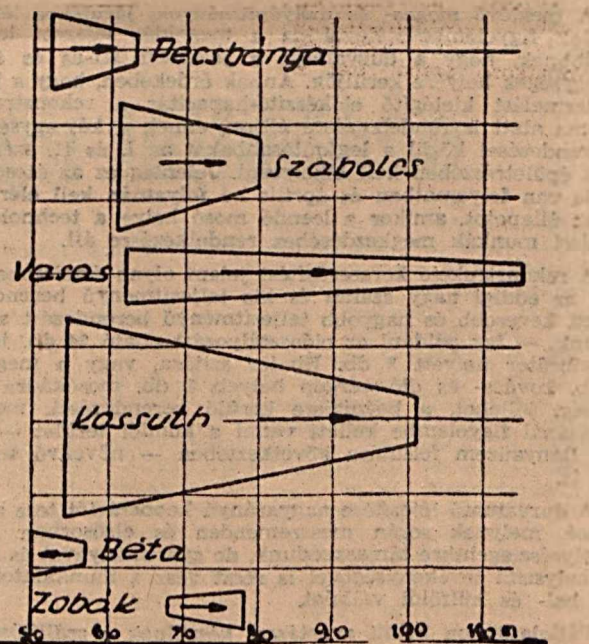 Pécsbánya
Szabolcs
Vasas
Kossuth
Béta
Zobák
50 60 70 80 90 100 110 m